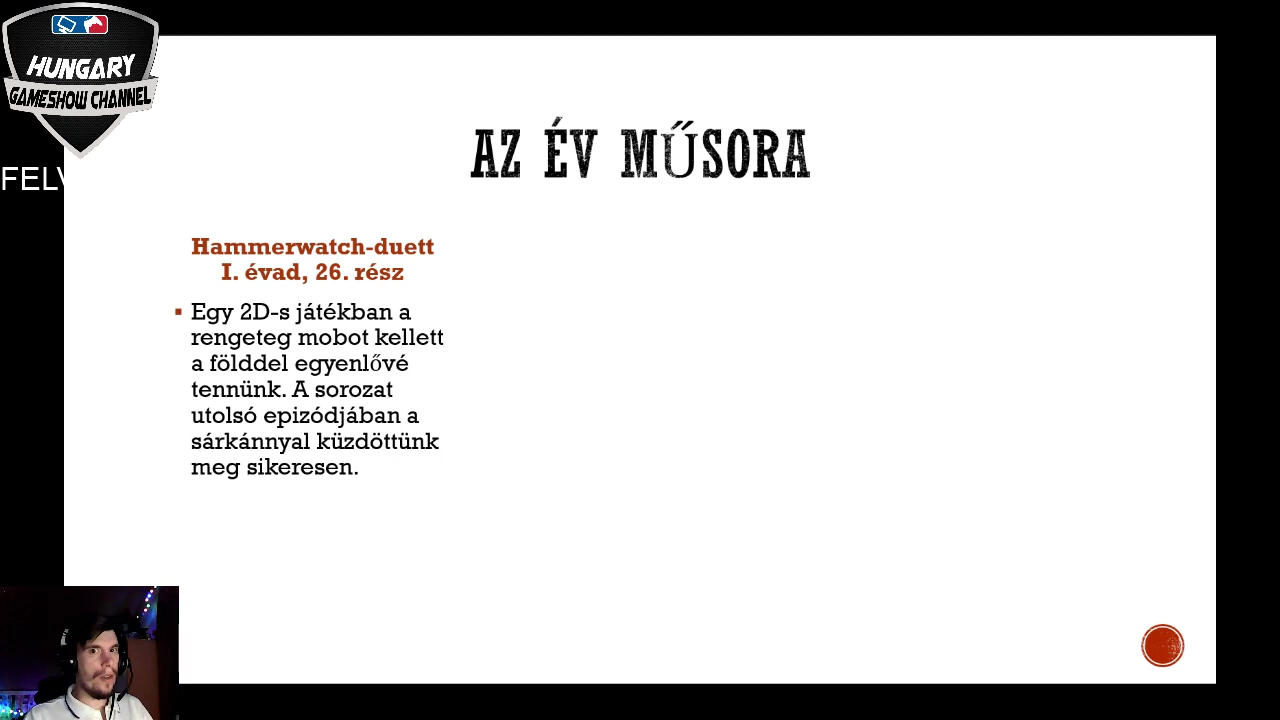 HUNGARY
GAMESHOW CHANNEL
FELV
AZ ÉV MŰSORA
Hammerwatch-duett
I. évad, 26. rész
Egy 2D-s játékban a
rengeteg mobot kellett
a földdel egyenlővé
tennünk. A sorozat
utolsó epizódjában a
sárkánnyal küzdöttünk
meg sikeresen.